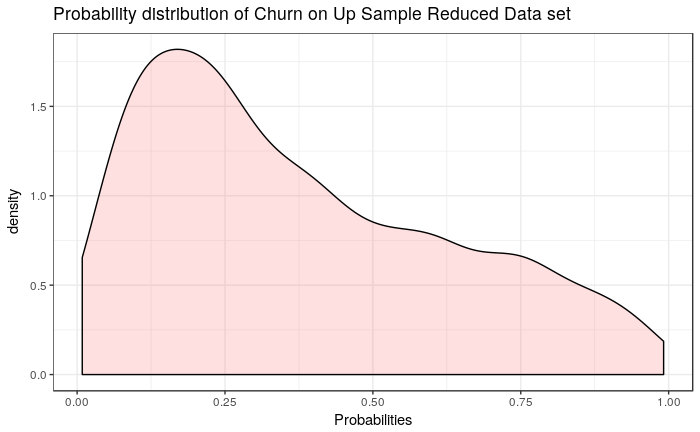 Probability distribution of Churn on Up Sample Reduced Data set
1.5
1.0
0.5
0.0
density
0.00 0.25 0.50 0.75 1.00
Probabilities